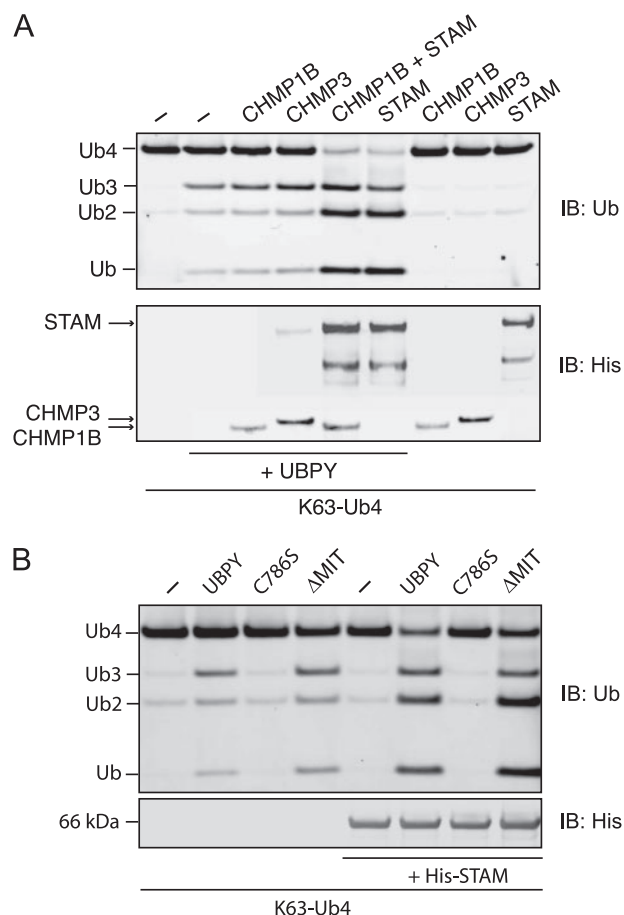 A
– – CHMP1B CHMP3 CHMP1B + STAM STAM CHMP1B CHMP3 STAM
Ub4
Ub3
Ub2
Ub
IB: Ub
STAM
IB: His
CHMP3
CHMP1B
+ UBPY
K63-Ub4
B
– UBPY C786S ΔMIT – UBPY C786S ΔMIT
Ub4
Ub3
Ub2
Ub
IB: Ub
66 kDa
IB: His
+ His-STAM
K63-Ub4